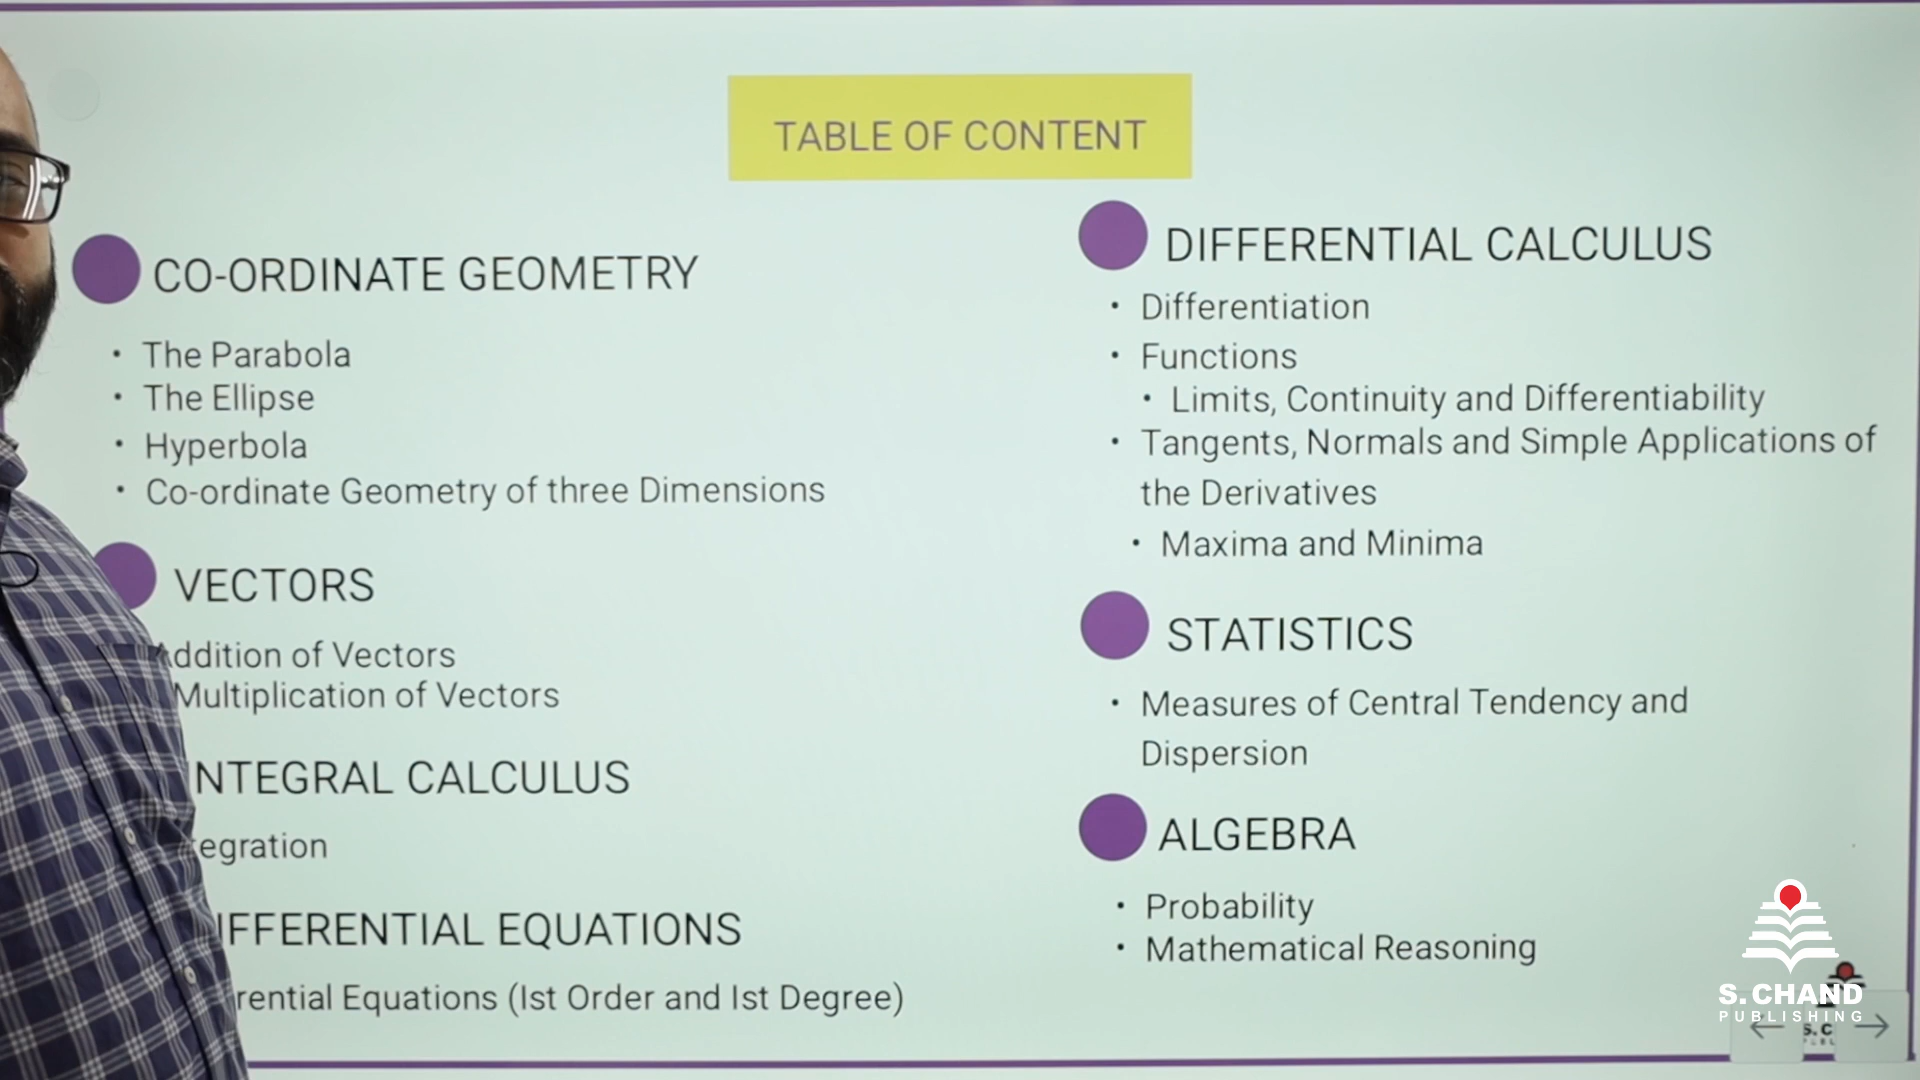 TABLE OF CONTENT
CO-ORDINATE GEOMETRY
• The Parabola
• The Ellipse
• Hyperbola
• Co-ordinate Geometry of three Dimensions
VECTORS
ddition of Vectors
Multiplication of Vectors
NTEGRAL CALCULUS
egration
IFFERENTIAL EQUATIONS
rential Equations (Ist Order and Ist Degree)
DIFFERENTIAL CALCULUS
• Differentiation
• Functions
• Limits, Continuity and Differentiability
• Tangents, Normals and Simple Applications of
the Derivatives
• Maxima and Minima
STATISTICS
• Measures of Central Tendency and
Dispersion
ALGEBRA
• Probability
• Mathematical Reasoning
S. CHAND
PUBLISHING
S. C